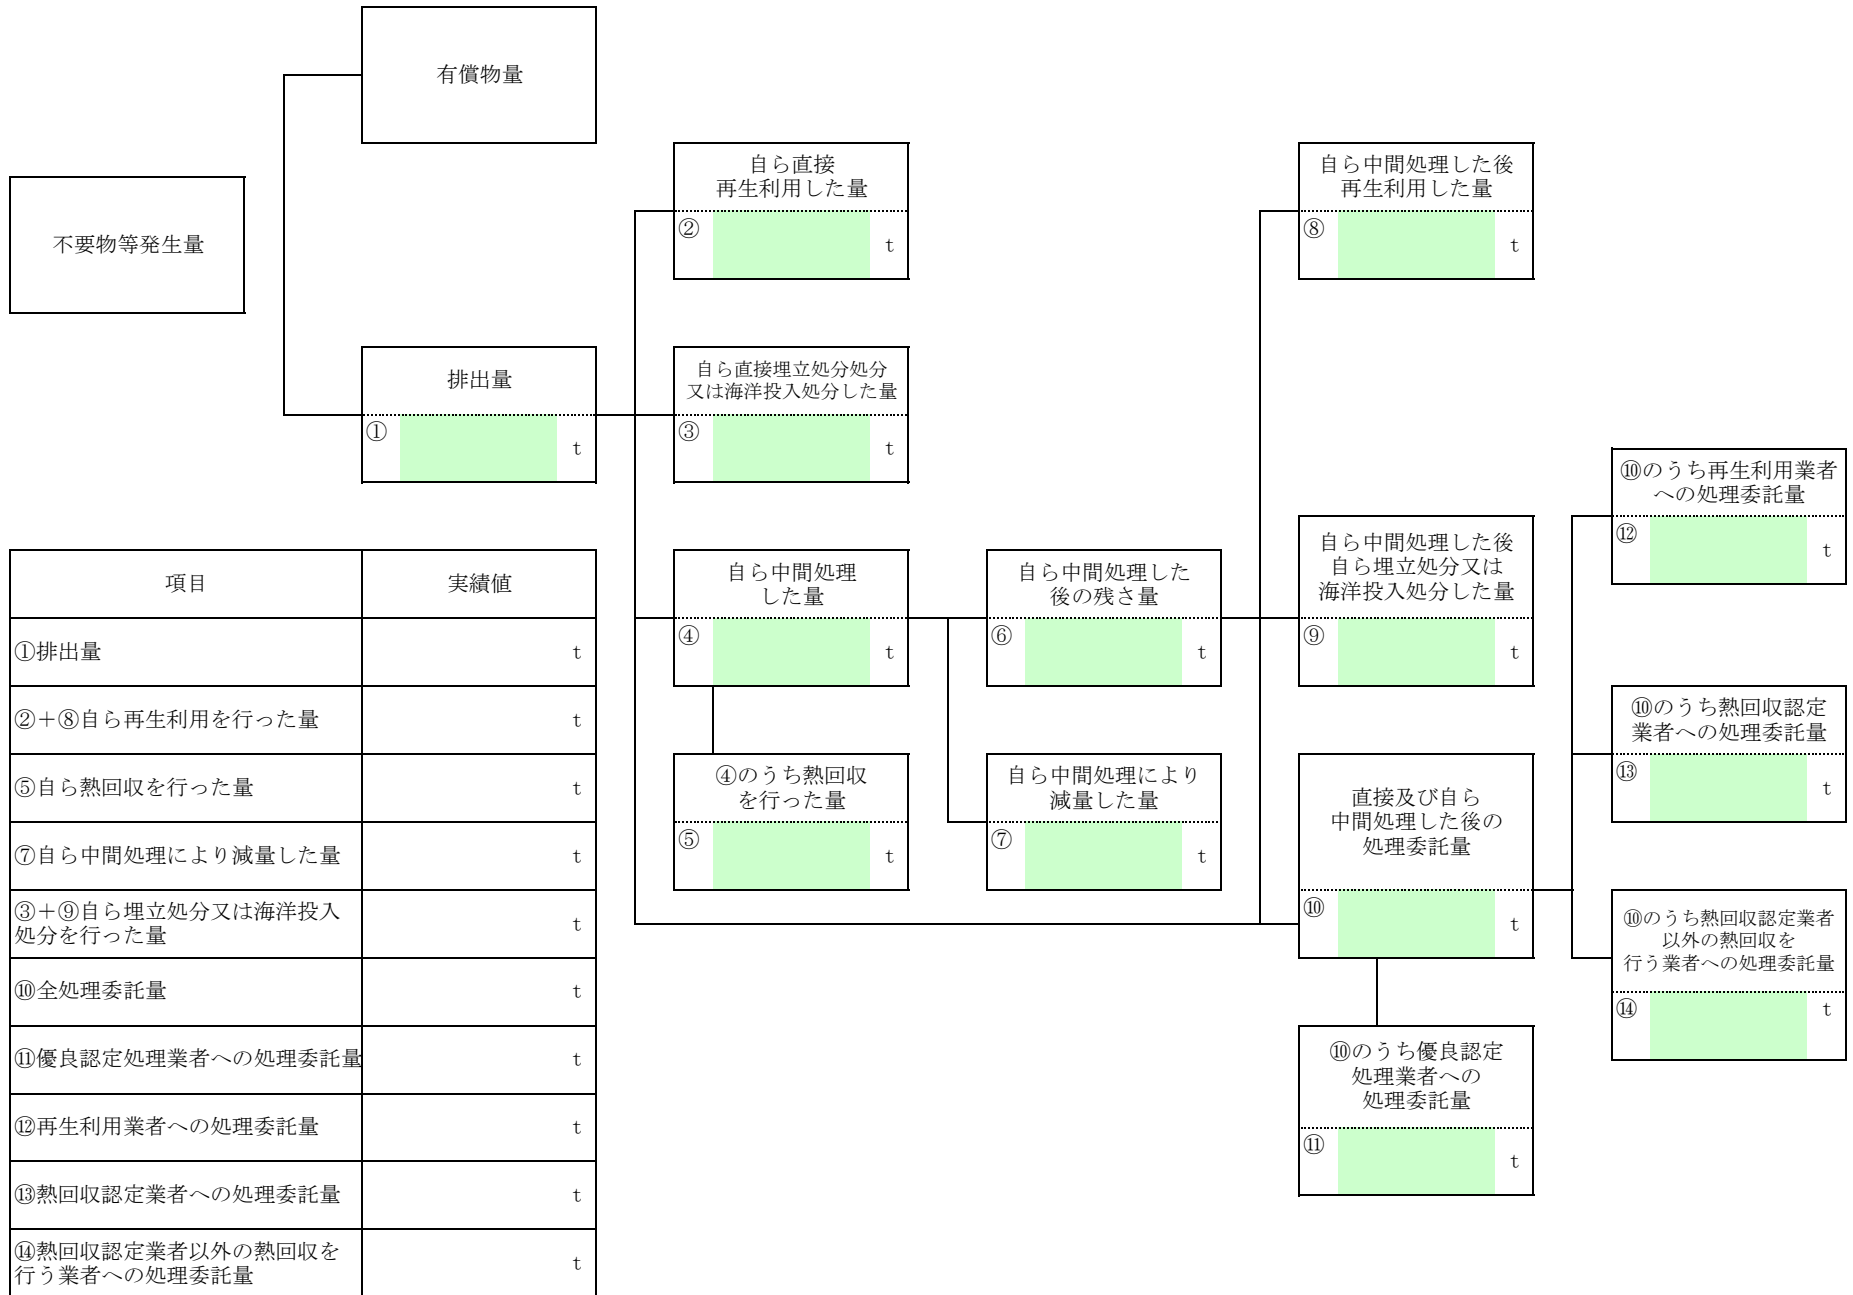 有償物量
不要物等発生量
自ら直接
再生利用した量
②
t
自ら中間処理した後
再生利用した量
⑧
t
排出量
①
t
自ら直接埋立処分処分
又は海洋投入処分した量
③
t
自ら中間処理
した量
④
t
自ら中間処理した
後の残さ量
⑥
t
自ら中間処理した後
自ら埋立処分又は
海洋投入処分した量
⑨
t
⑩のうち再生利用業者
への処理委託量
⑫
t
④のうち熱回収
を行った量
⑤
t
自ら中間処理により
減量した量
⑦
t
直接及び自ら
中間処理した後の
処理委託量
⑩
t
⑩のうち熱回収認定
業者への処理委託量
⑬
t
⑩のうち熱回収認定業者
以外の熱回収を
行う業者への処理委託量
⑭
t
⑩のうち優良認定
処理業者への
処理委託量
⑪
t
項目 実績値
①排出量 t
②＋⑧自ら再生利用を行った量 t
⑤自ら熱回収を行った量 t
⑦自ら中間処理により減量した量 t
③＋⑨自ら埋立処分又は海洋投入
処分を行った量 t
⑩全処理委託量 t
⑪優良認定処理業者への処理委託量 t
⑫再生利用業者への処理委託量 t
⑬熱回収認定業者への処理委託量 t
⑭熱回収認定業者以外の熱回収を
行う業者への処理委託量 t